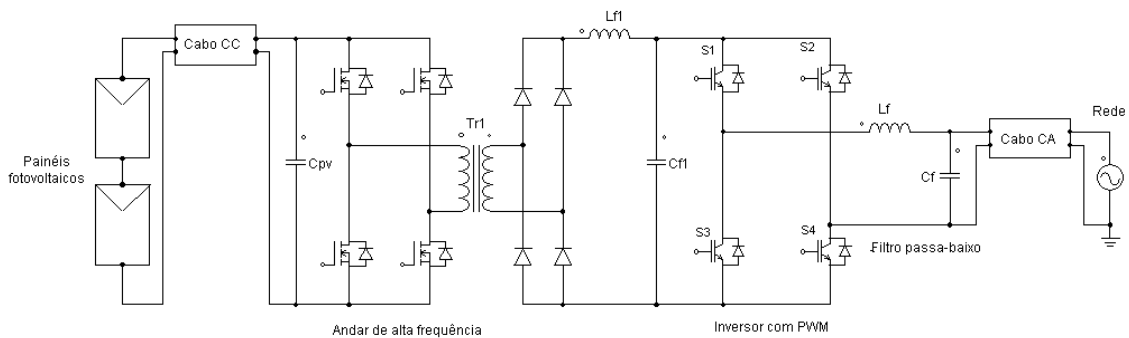 Lf1
Cabo CC
S1
S2
Lf
Rede
Tr1
Painéis
fotovoltaicos
Cpv
Cf1
Cabo CA
Cf
S3
S4
Filtro passa-baixo
Andar de alta frequência
Inversor com PWM